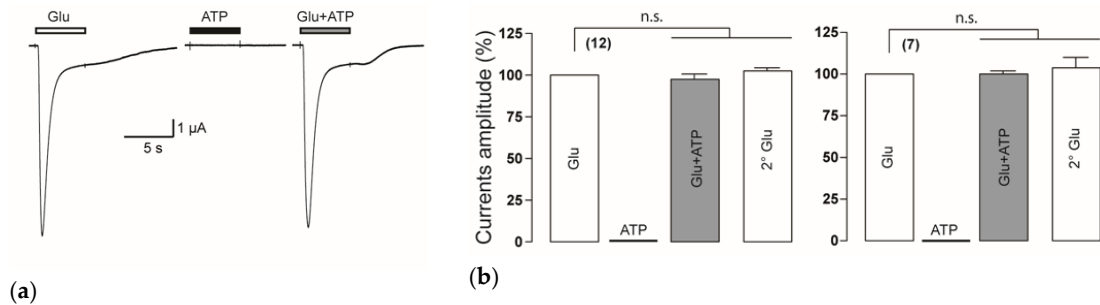 Glu
ATP
Glu+ATP
1 μA
5 s
(a)
Currents amplitude (%)
n.s.
(12)
125
100
75
50
25
0
Glu
ATP
Glu+ATP
2° Glu
n.s.
(7)
125
100
75
50
25
0
Glu
ATP
Glu+ATP
2° Glu
(b)